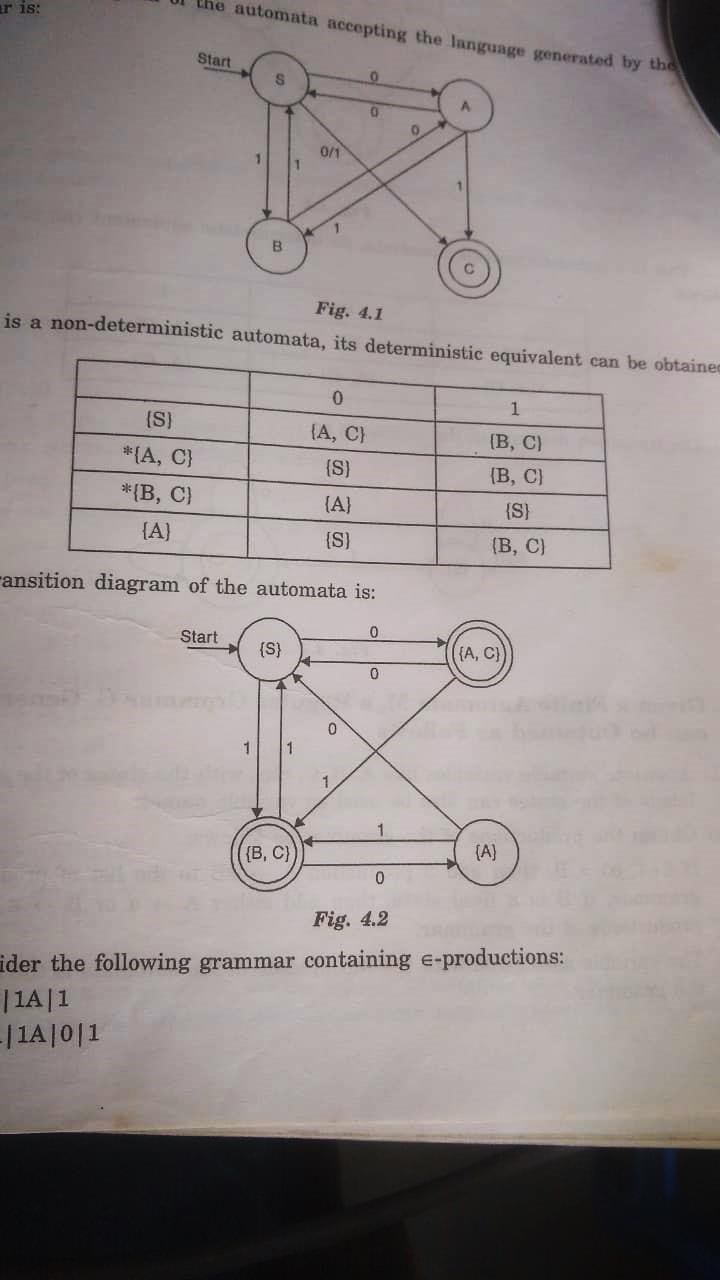 r is:
of the automata accepting the language generated by the
Start
S
0
A
0
0
0/1
1
1
1
1
B
C
Fig. 4.1
is a non-deterministic automata, its deterministic equivalent can be obtained
0 1
{S} {A, C} {B, C}
*{A, C} {S} {B, C}
*{B, C} {A} {S}
{A} {S} {B, C}
ansition diagram of the automata is:
Start
{S}
0
{A, C}
0
0
1
1
1
1
{B, C}
{A}
0
Fig. 4.2
ider the following grammar containing ∈-productions:
|1A|1
|1A|0|1